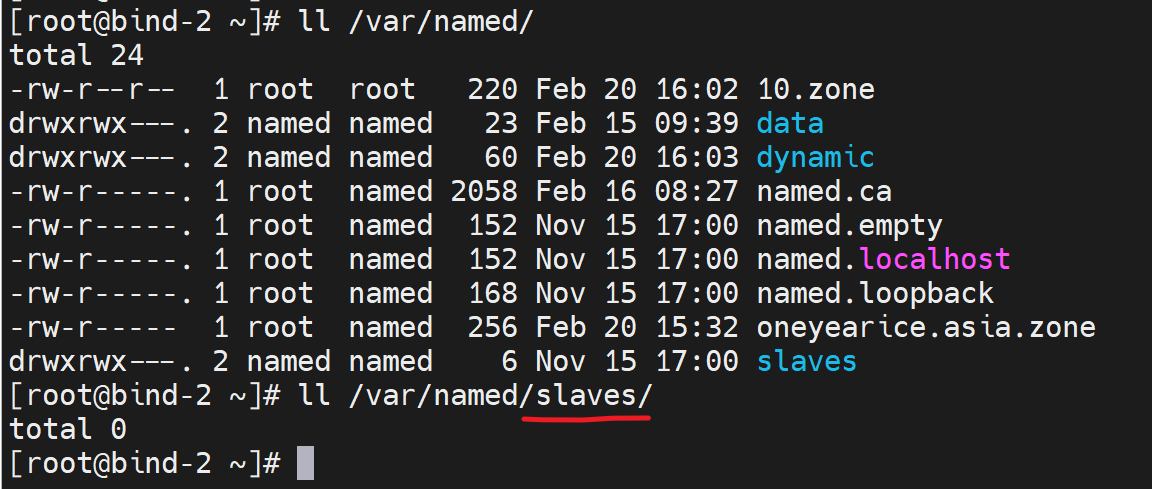 [root@bind-2 ~]# ll /var/named/
total 24
-rw-r--r--  1 root  root   220 Feb 20 16:02 10.zone
drwxrwx---. 2 named named   23 Feb 15 09:39 data
drwxrwx---. 2 named named   60 Feb 20 16:03 dynamic
-rw-r-----. 1 root  named 2058 Feb 16 08:27 named.ca
-rw-r-----. 1 root  named  152 Nov 15 17:00 named.empty
-rw-r-----. 1 root  named  152 Nov 15 17:00 named.localhost
-rw-r-----. 1 root  named  168 Nov 15 17:00 named.loopback
-rw-r-----  1 root  named  256 Feb 20 15:32 oneyearice.asia.zone
drwxrwx---. 2 named named    6 Nov 15 17:00 slaves
[root@bind-2 ~]# ll /var/named/slaves/
total 0
[root@bind-2 ~]#